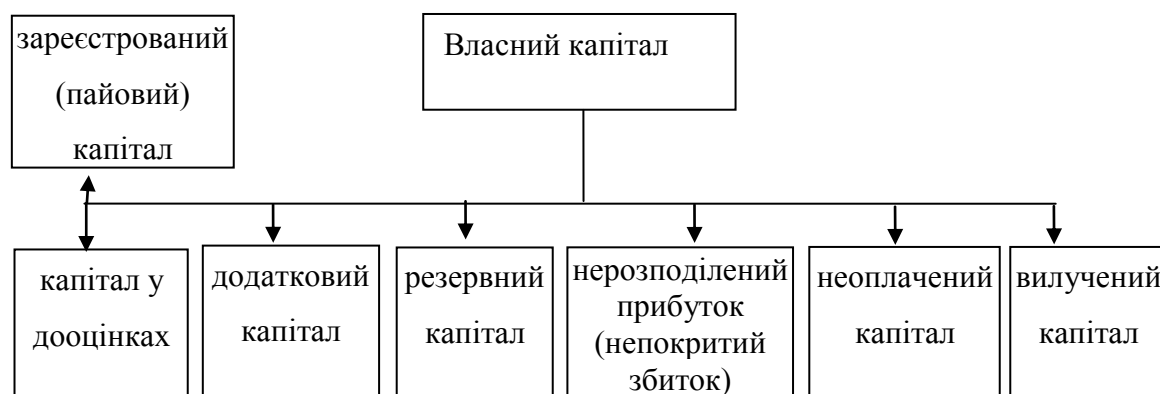 зареєстрований
(пайовий)
капітал
Власний капітал
капітал у
дооцінках
додатковий
капітал
резервний
капітал
нерозподілений
прибуток
(непокритий
збиток)
неоплачений
капітал
вилучений
капітал